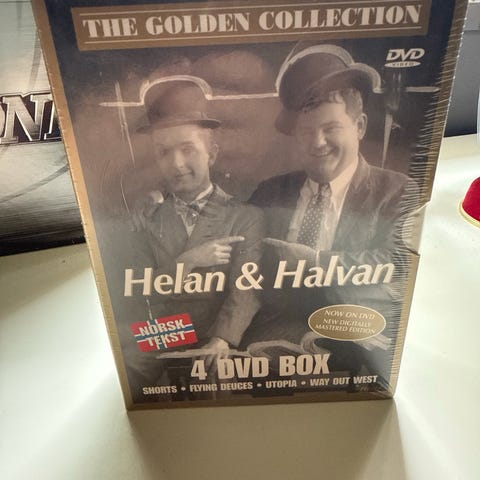 THE GOLDEN COLLECTION
DVD
VIDEO
Helan & Halvan
NORSK
TEKST
NOW ON DVD
NEW DIGITALLY
MASTERED EDITION
4 DVD BOX
SHORTS • FLYING DEUCES • UTOPIA • WAY OUT WEST